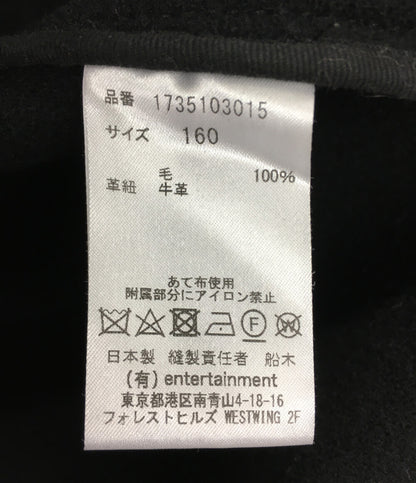 品番 1735103015
サイズ 160
毛 100%
革紐 牛革
あて布使用
附属部分にアイロン禁止
F W
日本製 縫製責任者 船木
(有) entertainment
東京都港区南青山4-18-16
フォレストヒルズ WESTWING 2F